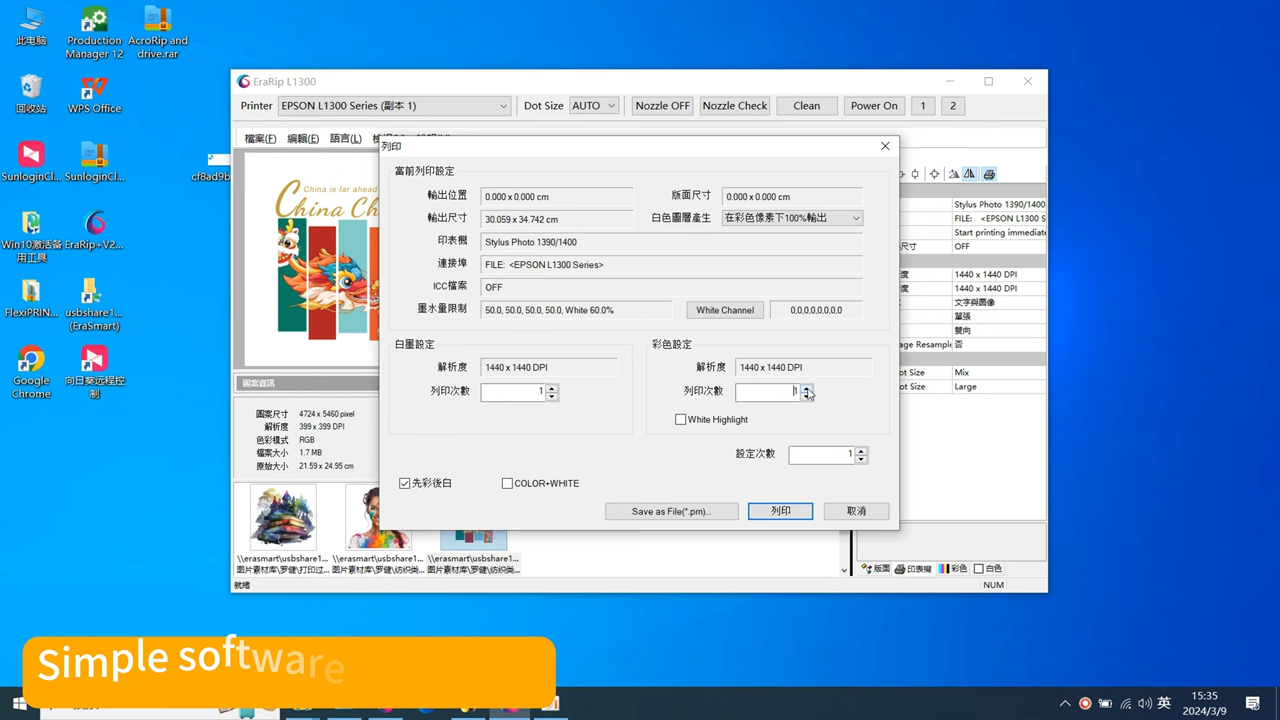 此电脑
Production
Manager 12
AcroRip and
drive.rar
回收站
WPS Office
SunloginCl...
SunloginCl...
cf8ad9b
Win10激活备
用工具
EraRip+V2...
FlexiPRIN...
usbshare1...
(EraSmart)
Google
Chrome
向日葵远程控
制
EraRip L1300
Printer
EPSON L1300 Series (副本 1)
Dot Size
AUTO
Nozzle OFF
Nozzle Check
Clean
Power On
1
2
檔案(F)
編輯(E)
語言(L)
China is far ahead
China Ch
列印
當前列印設定
輸出位置
0.000 x 0.000 cm
版面尺寸
0.000 x 0.000 cm
輸出尺寸
30.059 x 34.742 cm
白色圖層產生
在彩色像素下100%輸出
印表機
Stylus Photo 1390/1400
連接埠
FILE: <EPSON L1300 Series>
ICC檔案
OFF
墨水量限制
50.0, 50.0, 50.0, 50.0, White 60.0%
White Channel
0,0,0,0,0,0,0,0
白墨設定
解析度
1440 x 1440 DPI
列印次數
1
彩色設定
解析度
1440 x 1440 DPI
列印次數
1
White Highlight
設定次數
1
先彩後白
COLOR+WHITE
Save as File(*.prn)...
列印
取消
Stylus Photo 1390/1400
FILE: <EPSON L1300
Start printing immediate
尺寸
OFF
度
1440 x 1440 DPI
度
1440 x 1440 DPI
文字與圖像
單張
雙向
age Resampl
否
ot Size
Mix
ot Size
Large
圖案資訊
圖案尺寸
4724 x 5460 pixel
解析度
399 x 399 DPI
色彩模式
RGB
檔案大小
1.7 MB
原始大小
21.59 x 24.95 cm
\\erasmart\usbshare1...
图片素材库\罗健\打印过...
\\erasmart\usbshare1...
图片素材库\罗健\纺织类...
\\erasmart\usbshare1...
图片素材库\罗健\纺织类...
版面
印表機
彩色
白色
就緒
NUM
Simple software
英
15:35
2024/3/9